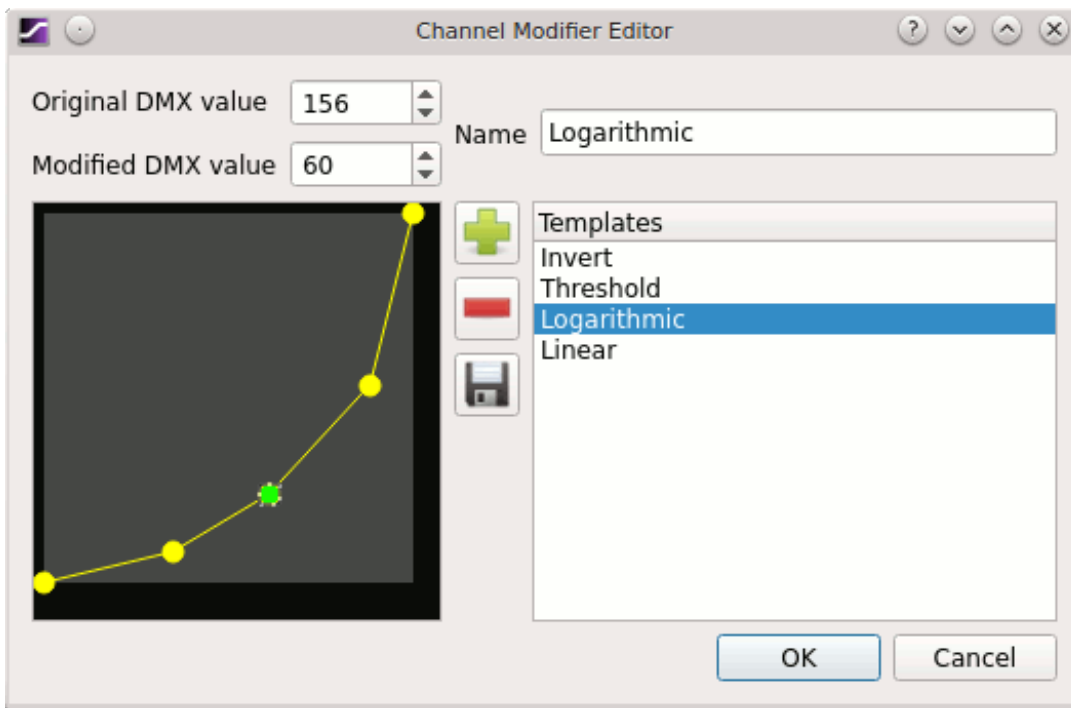 Channel Modifier Editor
Original DMX value 156
Modified DMX value 60
Name Logarithmic
Templates
Invert
Threshold
Logarithmic
Linear
OK Cancel